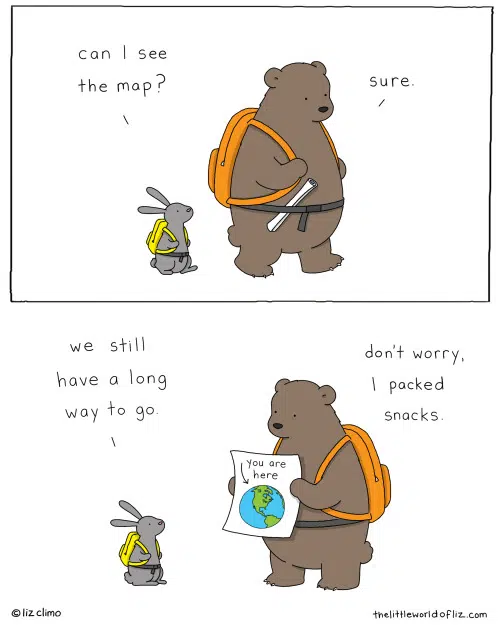 can I see
the map?
sure.
we still
have a long
way to go.
don't worry,
I packed
snacks.
you are
here
©liz climo
thelittleworldofliz.com